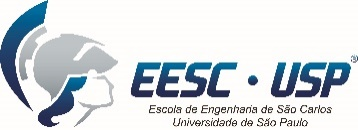 EESC · USP®
Escola de Engenharia de São Carlos
Universidade de São Paulo